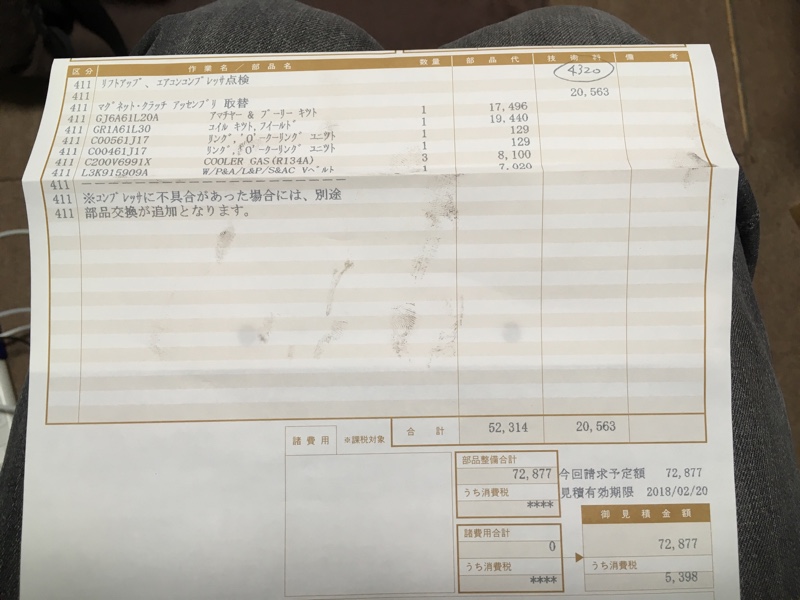 区分 作業名／部品名 数量 部品代 技術料 備考
411 リフトアップ、エアコンコンプレッサ点検 4320
411 20,563
411 マグネット・クラッチ アッセンブリ 取替
411 GJ6A61L20A アマチヤー & プーリー キツト 1 17,496
411 GR1A61L30 コイル キツト,フイールド 1 19,440
411 C00561J17 リング,'O'-クーリング ユニツト 1 129
411 C00461J17 リング,'O'-クーリング ユニツト 1 129
411 C200V6991X COOLER GAS(R134A) 3 8,100
411 L3K915909A W/P&A/L&P/S&AC Vベルト 1 7,020
411 －－－－－－－－－－－－－－－－－－
411 ※コンプレッサに不具合があった場合には、別途
411 部品交換が追加となります。
諸費用 ※課税対象 合計 52,314 20,563
部品整備合計
72,877 今回請求予定額 72,877
うち消費税 見積有効期限 2018/02/20
****
御見積金額
諸費用合計
0 72,877
うち消費税 うち消費税
**** 5,398